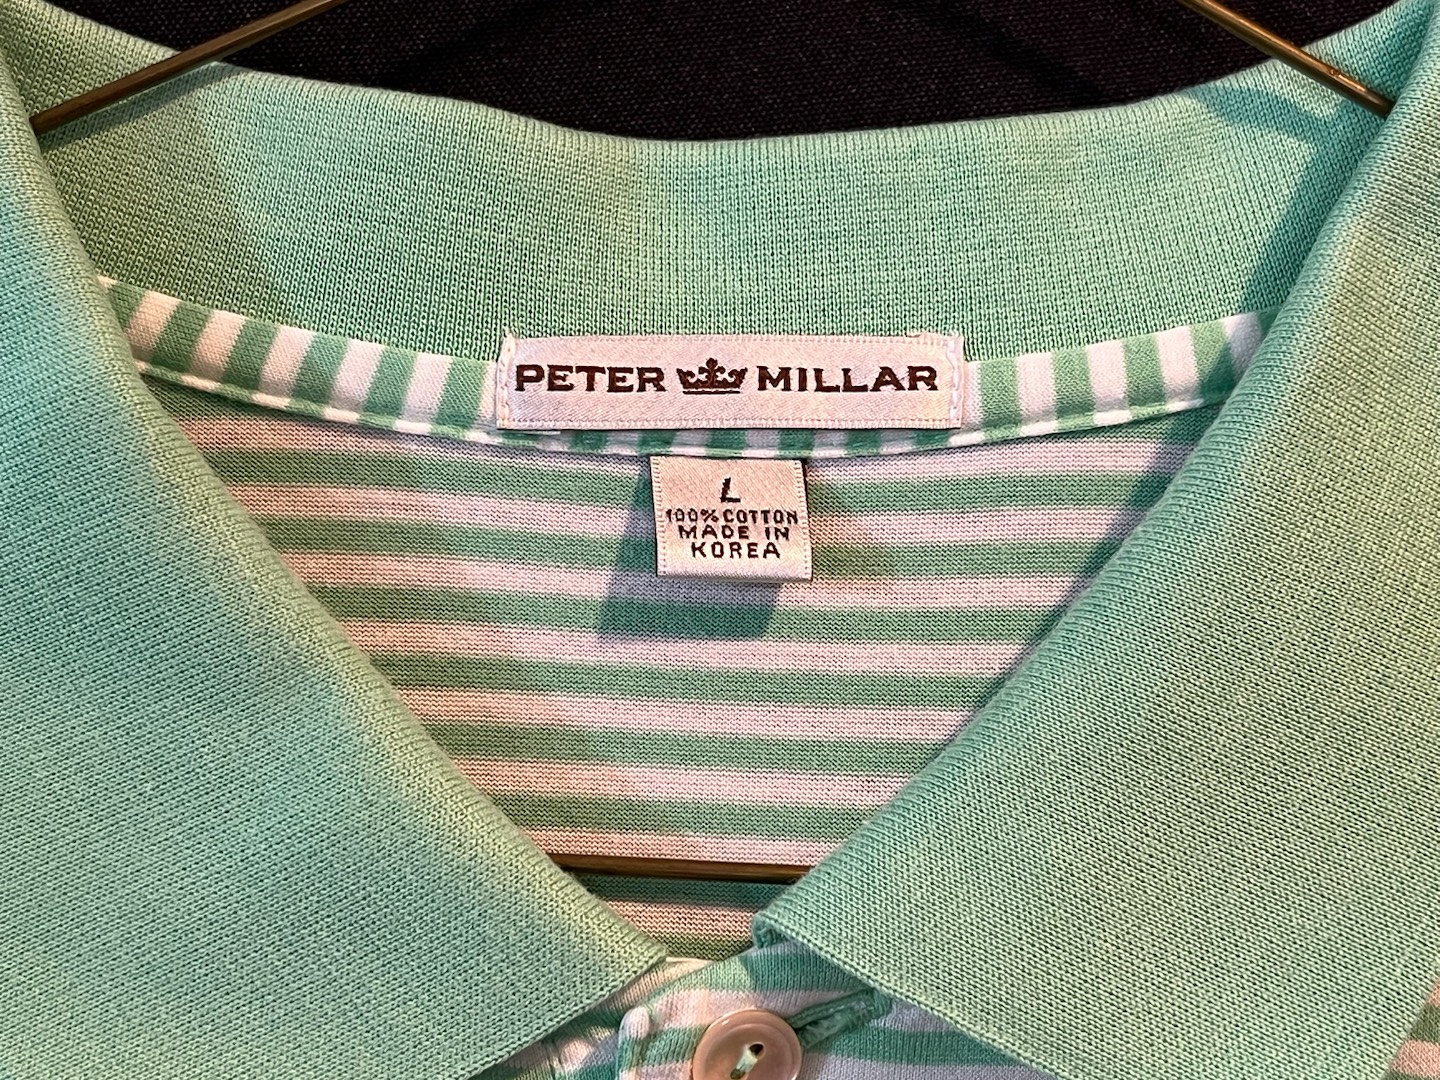 PETER MILLAR
L
100% COTTON
MADE IN
KOREA